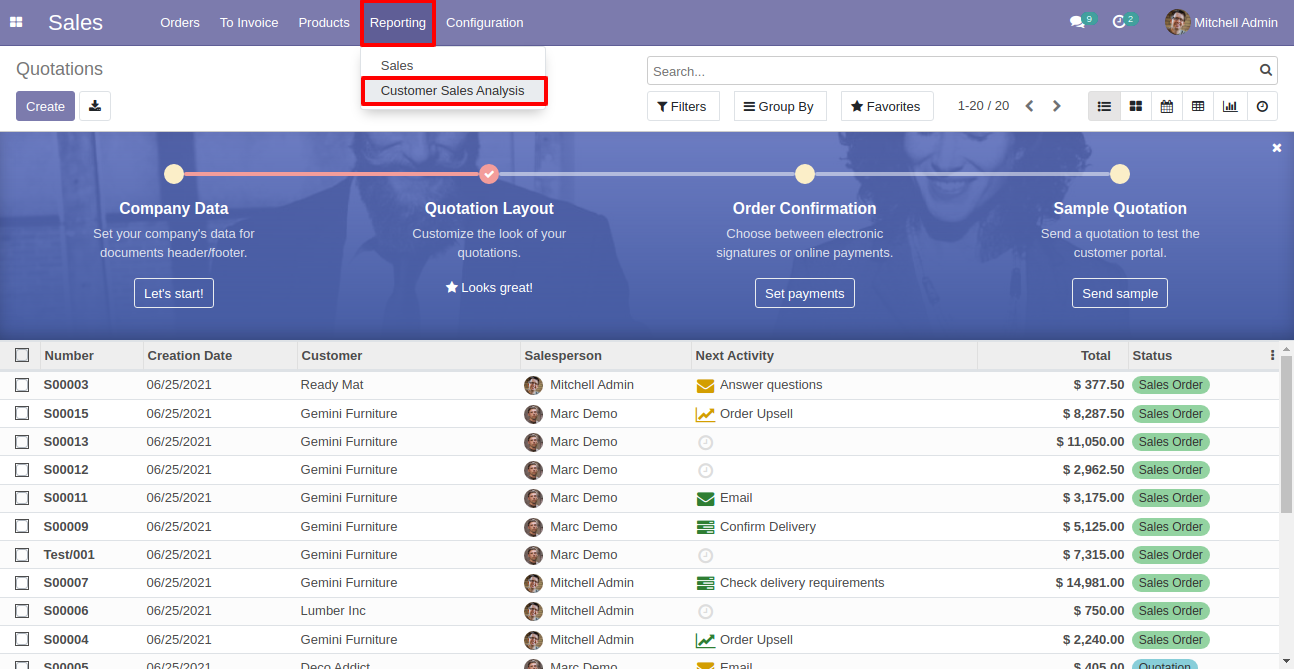 Sales Orders To Invoice Products Reporting Configuration 9 2 Mitchell Admin
Quotations
Sales
Customer Sales Analysis
Search...
Create
Filters Group By Favorites 1-20 / 20
Company Data
Set your company's data for
documents header/footer.
Let's start!
Quotation Layout
Customize the look of your
quotations.
Looks great!
Order Confirmation
Choose between electronic
signatures or online payments.
Set payments
Sample Quotation
Send a quotation to test the
customer portal.
Send sample
Number Creation Date Customer Salesperson Next Activity Total Status
S00003 06/25/2021 Ready Mat Mitchell Admin Answer questions $ 377.50 Sales Order
S00015 06/25/2021 Gemini Furniture Marc Demo Order Upsell $ 8,287.50 Sales Order
S00013 06/25/2021 Gemini Furniture Marc Demo $ 11,050.00 Sales Order
S00012 06/25/2021 Gemini Furniture Marc Demo $ 2,962.50 Sales Order
S00011 06/25/2021 Gemini Furniture Marc Demo Email $ 3,175.00 Sales Order
S00009 06/25/2021 Gemini Furniture Marc Demo Confirm Delivery $ 5,125.00 Sales Order
Test/001 06/25/2021 Gemini Furniture Marc Demo $ 7,315.00 Sales Order
S00007 06/25/2021 Gemini Furniture Mitchell Admin Check delivery requirements $ 14,981.00 Sales Order
S00006 06/25/2021 Lumber Inc Mitchell Admin $ 750.00 Sales Order
S00004 06/25/2021 Gemini Furniture Mitchell Admin Order Upsell $ 2,240.00 Sales Order
S00005 06/25/2021 Deco Addict Marc Demo Email $ 405.00 Quotation